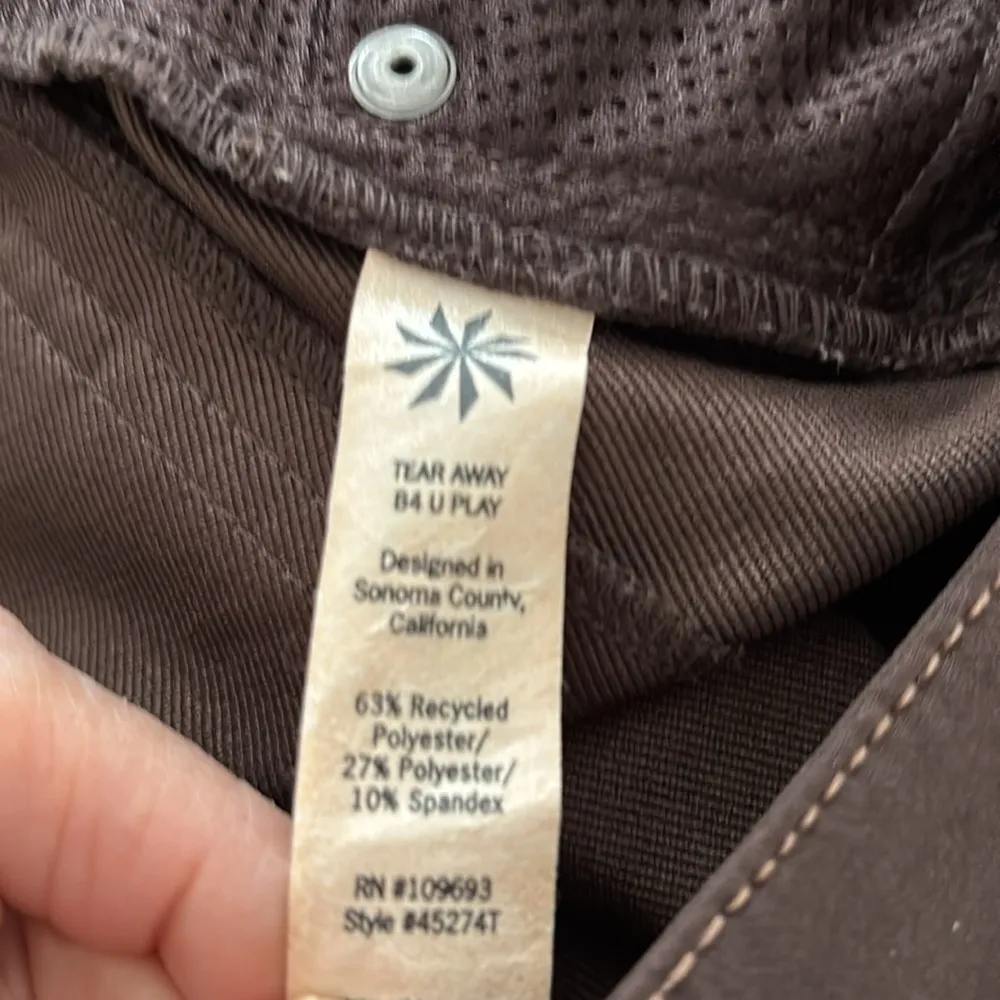 TEAR AWAY
B4 U PLAY
Designed in
Sonoma County,
California
63% Recycled
Polyester/
27% Polyester/
10% Spandex
RN #109693
Style #45274T